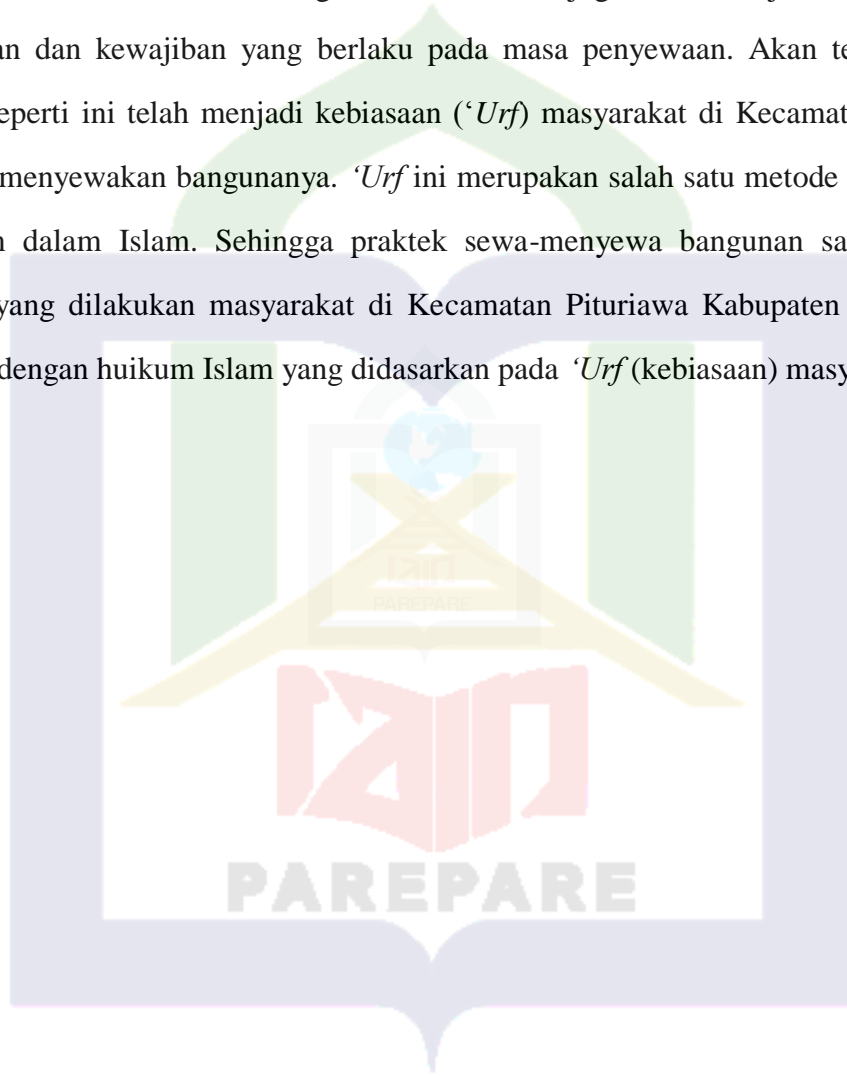 an dan kewajiban yang berlaku pada masa penyewaan. Akan te
eperti ini telah menjadi kebiasaan (‘Urf) masyarakat di Kecamat
menyewakan bangunanya. ‘Urf ini merupakan salah satu metode
dalam Islam. Sehingga praktek sewa-menyewa bangunan sa
yang dilakukan masyarakat di Kecamatan Pituriawa Kabupaten
dengan huikum Islam yang didasarkan pada ‘Urf (kebiasaan) masy
IAIN
PAREPARE
IAIN
PAREPARE